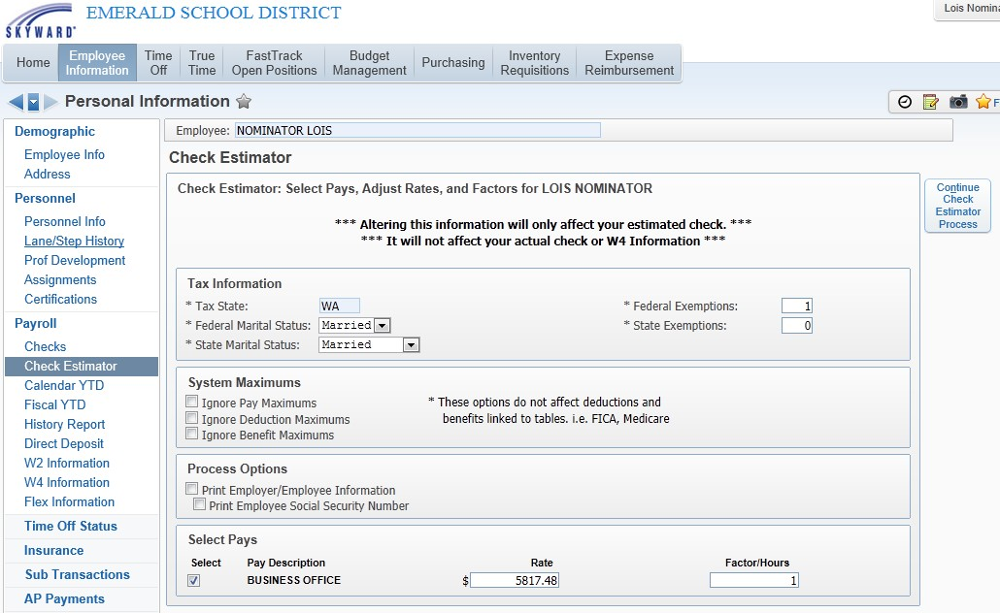 EMERALD SCHOOL DISTRICT
SKYWARD
Lois Nomina
Home
Employee
Information
Time
Off
True
Time
FastTrack
Open Positions
Budget
Management
Purchasing
Inventory
Requisitions
Expense
Reimbursement
Personal Information
F
Demographic
Employee Info
Address
Personnel
Personnel Info
Lane/Step History
Prof Development
Assignments
Certifications
Payroll
Checks
Check Estimator
Calendar YTD
Fiscal YTD
History Report
Direct Deposit
W2 Information
W4 Information
Flex Information
Time Off Status
Insurance
Sub Transactions
AP Payments
Employee: NOMINATOR LOIS
Check Estimator
Check Estimator: Select Pays, Adjust Rates, and Factors for LOIS NOMINATOR
*** Altering this information will only affect your estimated check. ***
*** It will not affect your actual check or W4 Information ***
Continue
Check
Estimator
Process
Tax Information
* Tax State: WA * Federal Exemptions: 1
* Federal Marital Status: Married * State Exemptions: 0
* State Marital Status: Married
System Maximums
Ignore Pay Maximums * These options do not affect deductions and
Ignore Deduction Maximums benefits linked to tables. i.e. FICA, Medicare
Ignore Benefit Maximums
Process Options
Print Employer/Employee Information
Print Employee Social Security Number
Select Pays
Select Pay Description Rate Factor/Hours
BUSINESS OFFICE $ 5817.48 1